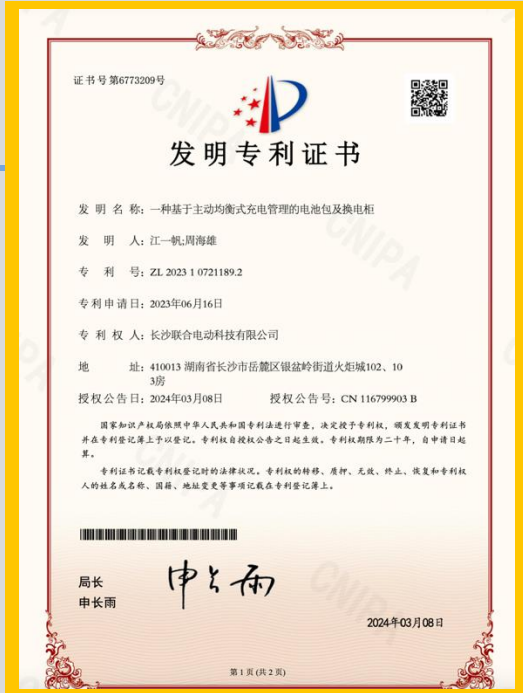 证书号第6773209号
发明专利证书
发 明 名 称：一种基于主动均衡式充电管理的电池包及换电柜
发 明 人：江一帆;周海雄
专 利 号：ZL 2023 1 0721189.2
专利申请日：2023年06月16日
专 利 权 人：长沙联合电动科技有限公司
地 址：410013 湖南省长沙市岳麓区银盆岭街道火炬城102、10
3房
授权公告日：2024年03月08日 授权公告号：CN 116799903 B
国家知识产权局依照中华人民共和国专利法进行审查，决定授予专利权，颁发发明专利证书
并在专利登记簿上予以登记。专利权自授权公告之日起生效。专利权期限为二十年，自申请日起
算。
专利证书记载专利权登记时的法律状况。专利权的转移、质押、无效、终止、恢复和专利权
人的姓名或名称、国籍、地址变更等事项记载在专利登记簿上。
局长
申长雨
申长雨
2024年03月08日
第 1 页 (共 2 页)
CNIPA
CNIPA
CNIPA
CNIPA